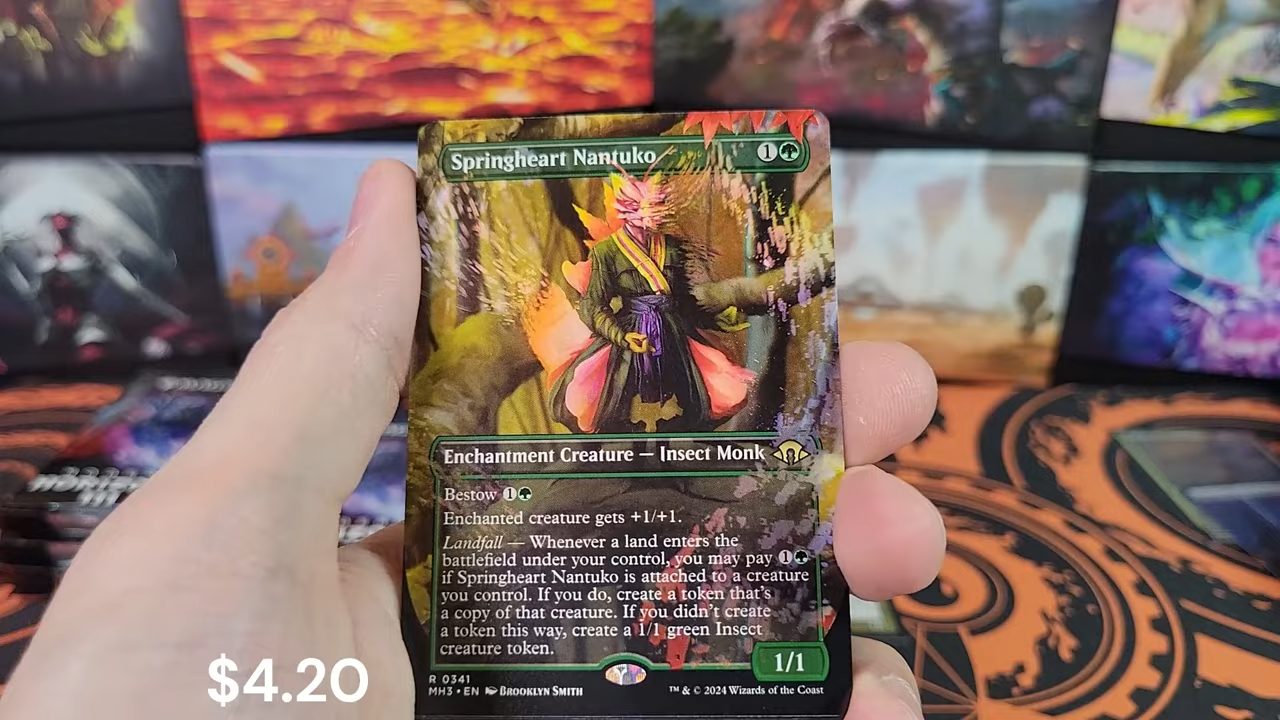 Springheart Nantuko 1
Enchantment Creature — Insect Monk
Bestow 1
Enchanted creature gets +1/+1.
Landfall — Whenever a land enters the
battlefield under your control, you may pay 1
if Springheart Nantuko is attached to a creature
you control. If you do, create a token that's
a copy of that creature. If you didn't create
a token this way, create a 1/1 green Insect
creature token.
1/1
R 0341
MH3 • EN Brooklyn Smith
™ & © 2024 Wizards of the Coast
$4.20
HORIZONS
III